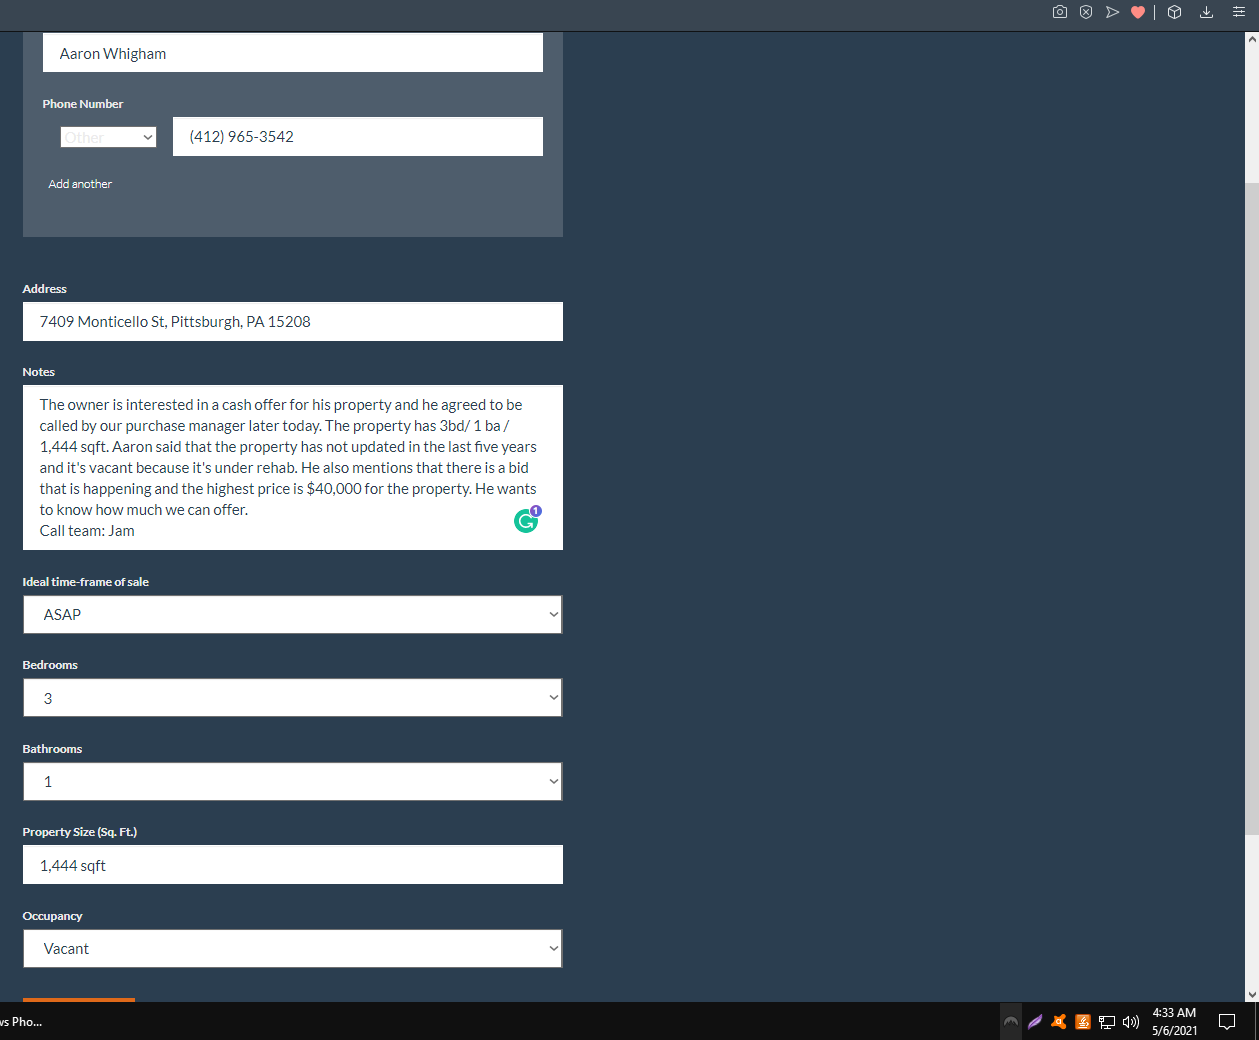 Aaron Whigham
Phone Number
Other
(412) 965-3542
Add another
Address
7409 Monticello St, Pittsburgh, PA 15208
Notes
The owner is interested in a cash offer for his property and he agreed to be
called by our purchase manager later today. The property has 3bd/ 1 ba /
1,444 sqft. Aaron said that the property has not updated in the last five years
and it's vacant because it's under rehab. He also mentions that there is a bid
that is happening and the highest price is $40,000 for the property. He wants
to know how much we can offer.
1
Call team: Jam
Ideal time-frame of sale
ASAP
Bedrooms
3
Bathrooms
1
Property Size (Sq. Ft.)
1,444 sqft
Occupancy
Vacant
vs Pho...
4:33 AM
5/6/2021